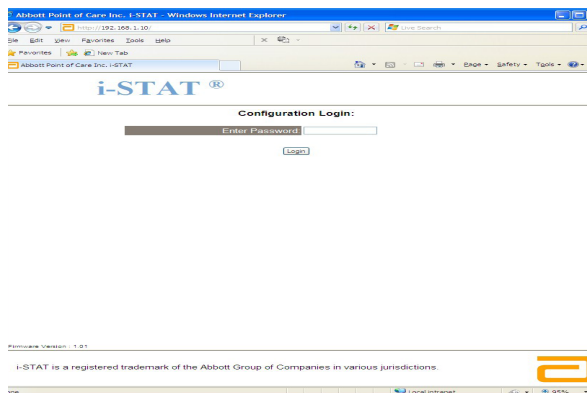 Abbott Point of Care Inc. i-STAT - Windows Internet Explorer
http://192.168.1.10/ Live Search
File Edit View Favorites Tools Help
Favorites New Tab
Abbott Point of Care Inc. i-STAT Page Safety Tools
i-STAT ®
Configuration Login:
Enter Password
Login
Firmware Version : 1.01
i-STAT is a registered trademark of the Abbott Group of Companies in various jurisdictions.
Local intranet 95%